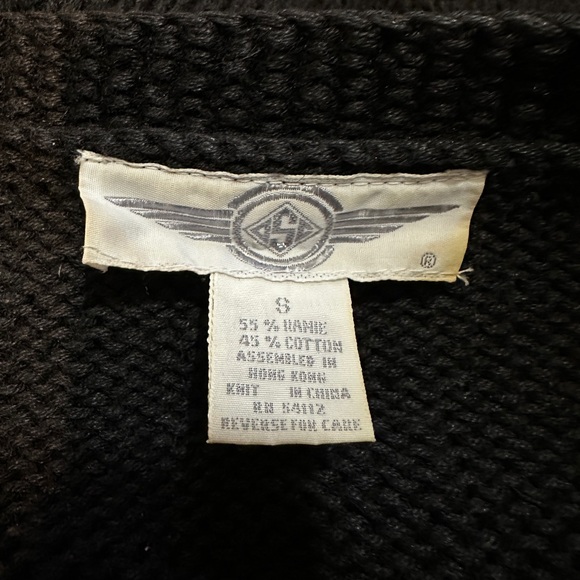 ®
S
55 % RAMIE
45 % COTTON
ASSEMBLED IN
HONG KONG
KNIT IN CHINA
RN 54112
REVERSE FOR CARE